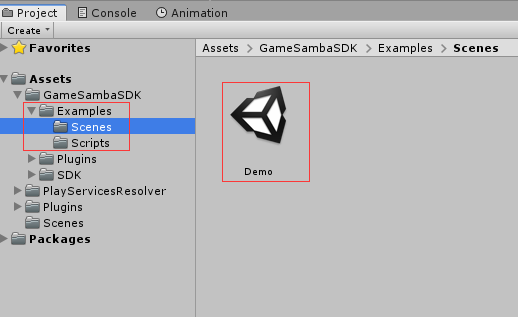 Project Console Animation
Create
Favorites
Assets
GameSambaSDK
Examples
Scenes
Scripts
Plugins
SDK
PlayServicesResolver
Plugins
Scenes
Packages
Assets > GameSambaSDK > Examples > Scenes
Demo